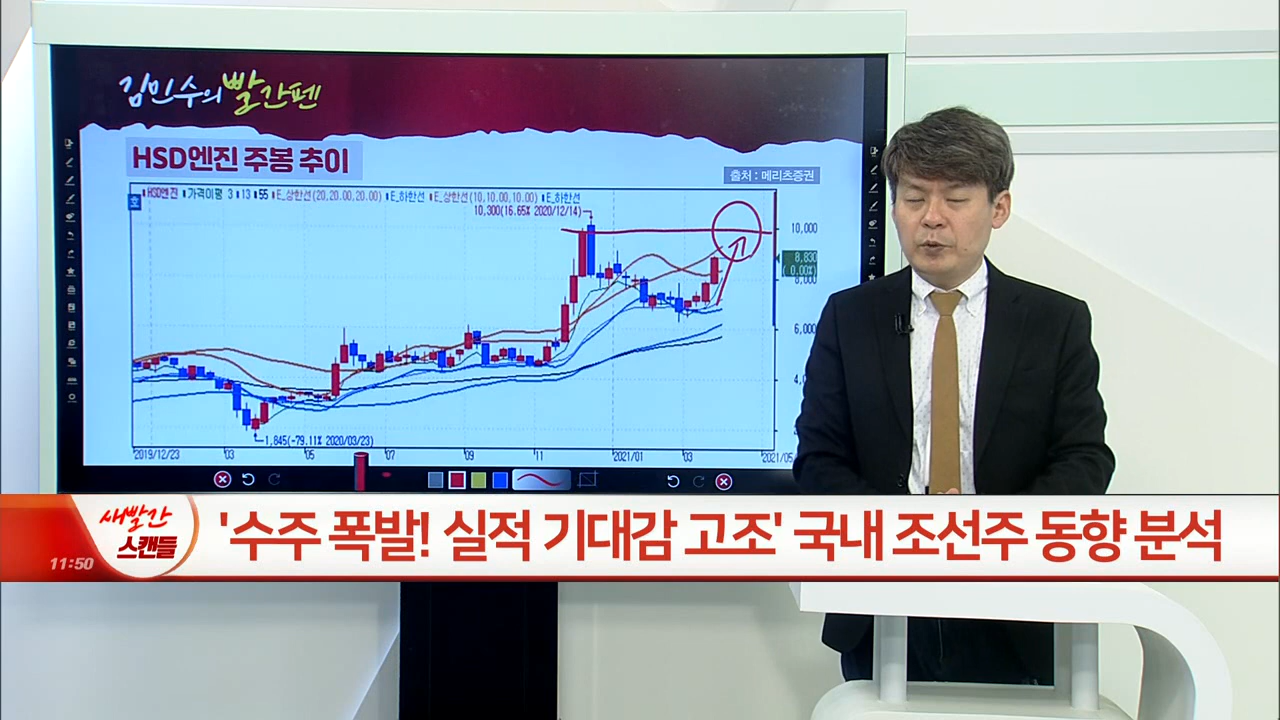 김민수의 빨간펜
HSD엔진 주봉 추이
출처 : 메리츠증권
HSD엔진 가격이평 3 13 55 E_상한선(20,20.00,20.00) E_하한선 E_상한선(10,10.00,10.00) E_하한선
호
10,300(16.65% 2020/12/14)
10,000
8,830
( 0.00%)
8,000
6,000
1,845(-79.11% 2020/03/23)
2019/12/23 03 05 07 09 11 2021/01 03 2021/05
새빨간
스캔들
11:50
'수주 폭발! 실적 기대감 고조' 국내 조선주 동향 분석